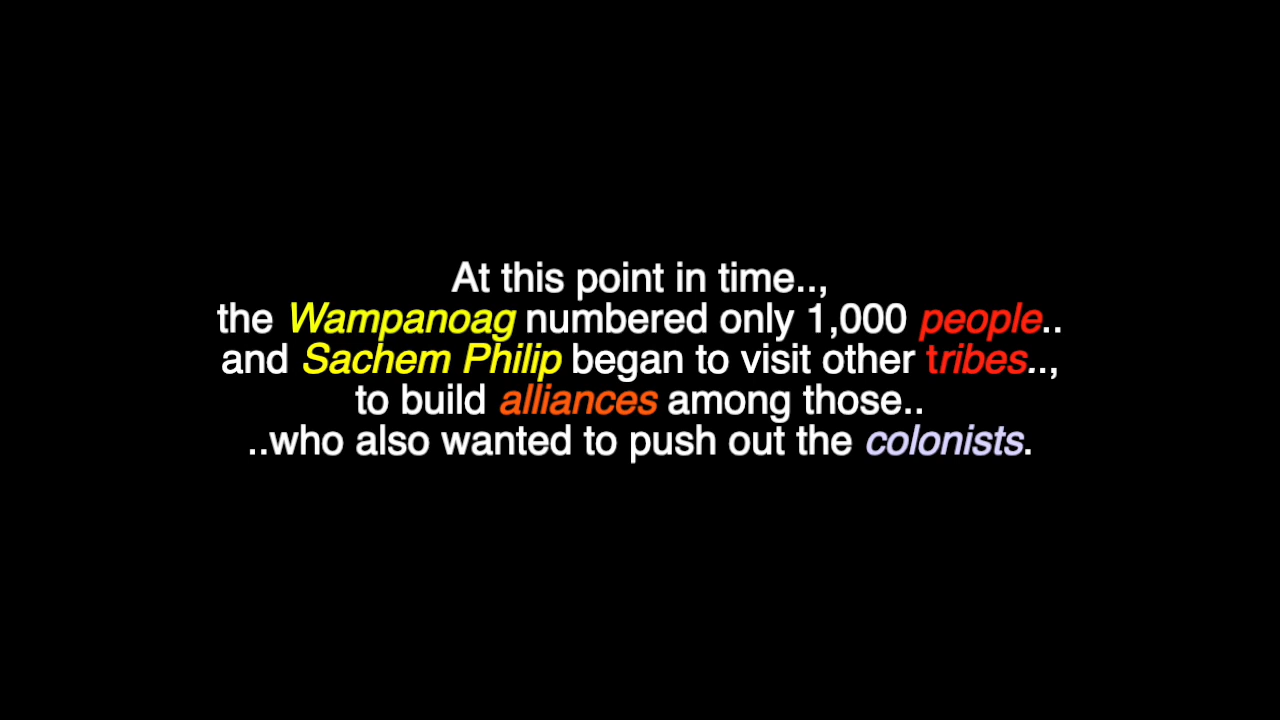 At this point in time..,
the Wampanoag numbered only 1,000 people..
and Sachem Philip began to visit other tribes..,
to build alliances among those..
..who also wanted to push out the colonists.